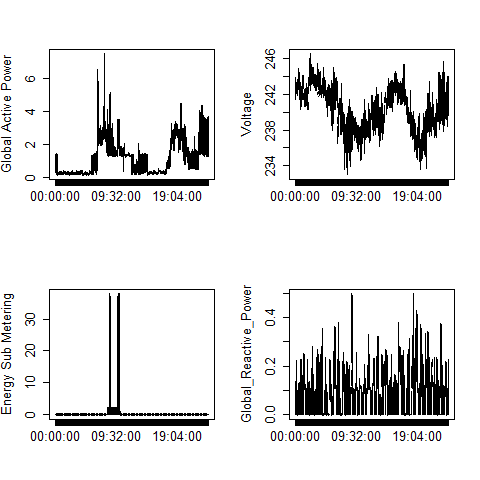 Global Active Power
0 2 4 6
00:00:00 09:32:00 19:04:00
Voltage
234 238 242 246
00:00:00 09:32:00 19:04:00
Energy Sub Metering
0 10 20 30
00:00:00 09:32:00 19:04:00
Global_Reactive_Power
0.0 0.2 0.4
00:00:00 09:32:00 19:04:00